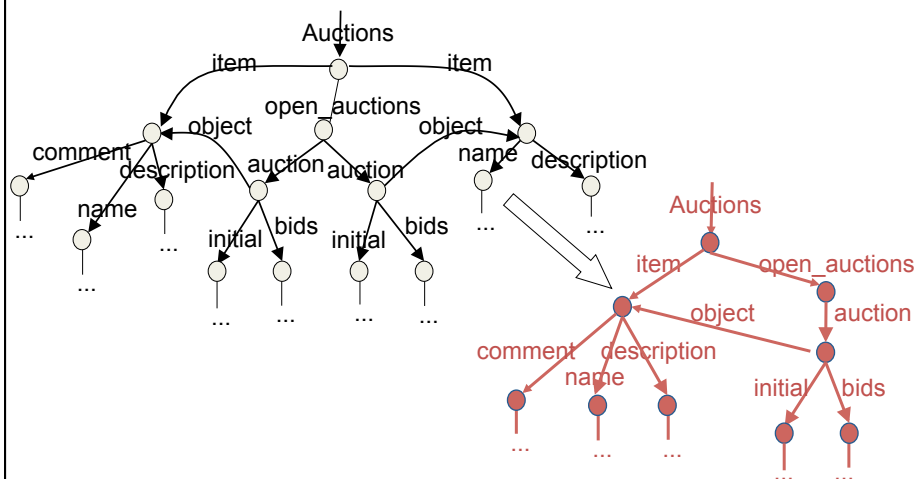 Auctions
item
item
open_auctions
object
object
comment
description
auction
auction
name
description
name
initial
bids
initial
bids
...
...
...
...
...
...
...
...
...
Auctions
item
open_auctions
object
auction
comment
description
name
initial
bids
...
...
...
...
...